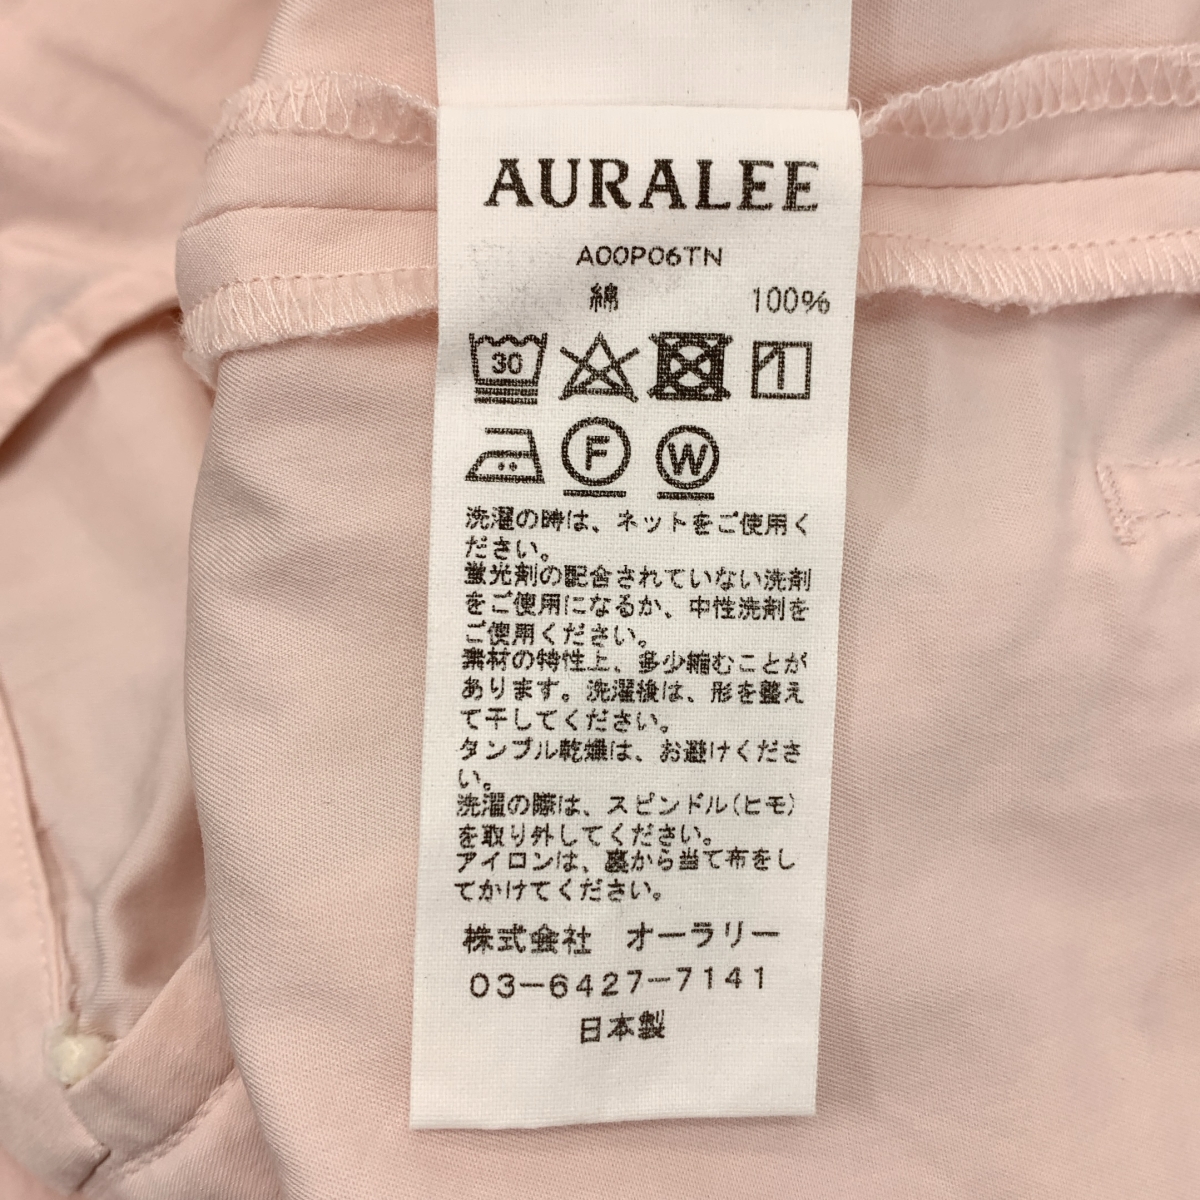 AURALEE
A00P06TN
綿 100%
30
F W
洗濯の時は、ネットをご使用く
ださい。
蛍光剤の配合されていない洗剤
をご使用になるか、中性洗剤を
ご使用ください。
素材の特性上、多少縮むことが
あります。洗濯後は、形を整え
て干してください。
タンブル乾燥は、お避けくださ
い。
洗濯の際は、スピンドル(ヒモ)
を取り外してください。
アイロンは、裏から当て布をし
てかけてください。
株式会社 オーラリー
03-6427-7141
日本製